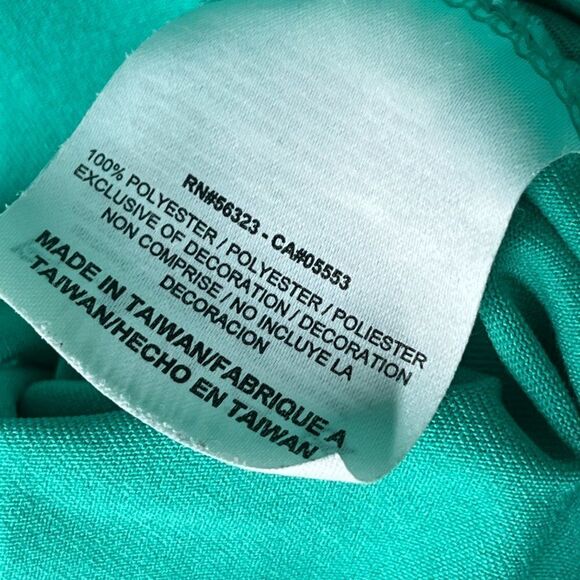 RN#56323 - CA#05553
100% POLYESTER / POLYESTER / POLIESTER
EXCLUSIVE OF DECORATION / DECORATION
NON COMPRISE / NO INCLUYE LA
DECORACION
MADE IN TAIWAN/FABRIQUE A
TAIWAN/HECHO EN TAIWAN